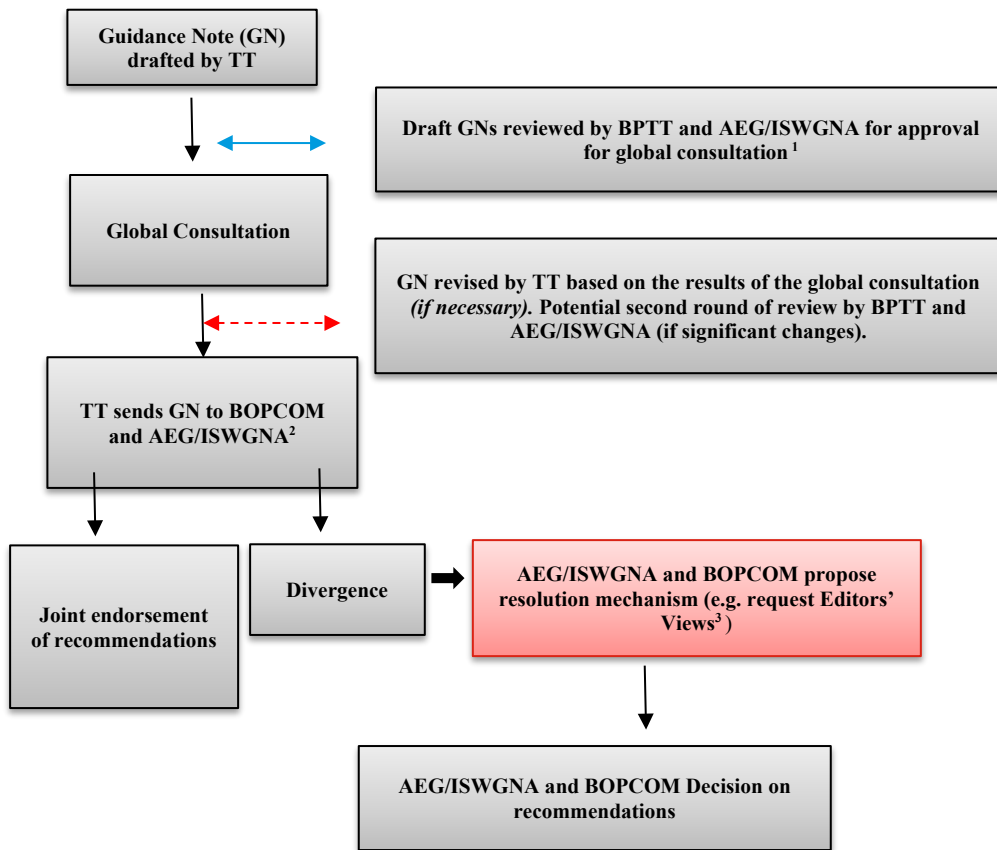 Guidance Note (GN)
drafted by TT
Draft GNs reviewed by BPTT and AEG/ISWGNA for approval
for global consultation 1
Global Consultation
GN revised by TT based on the results of the global consultation
(if necessary). Potential second round of review by BPTT and
AEG/ISWGNA (if significant changes).
TT sends GN to BOPCOM
and AEG/ISWGNA2
Joint endorsement
of recommendations
Divergence
AEG/ISWGNA and BOPCOM propose
resolution mechanism (e.g. request Editors’
Views3 )
AEG/ISWGNA and BOPCOM Decision on
recommendations